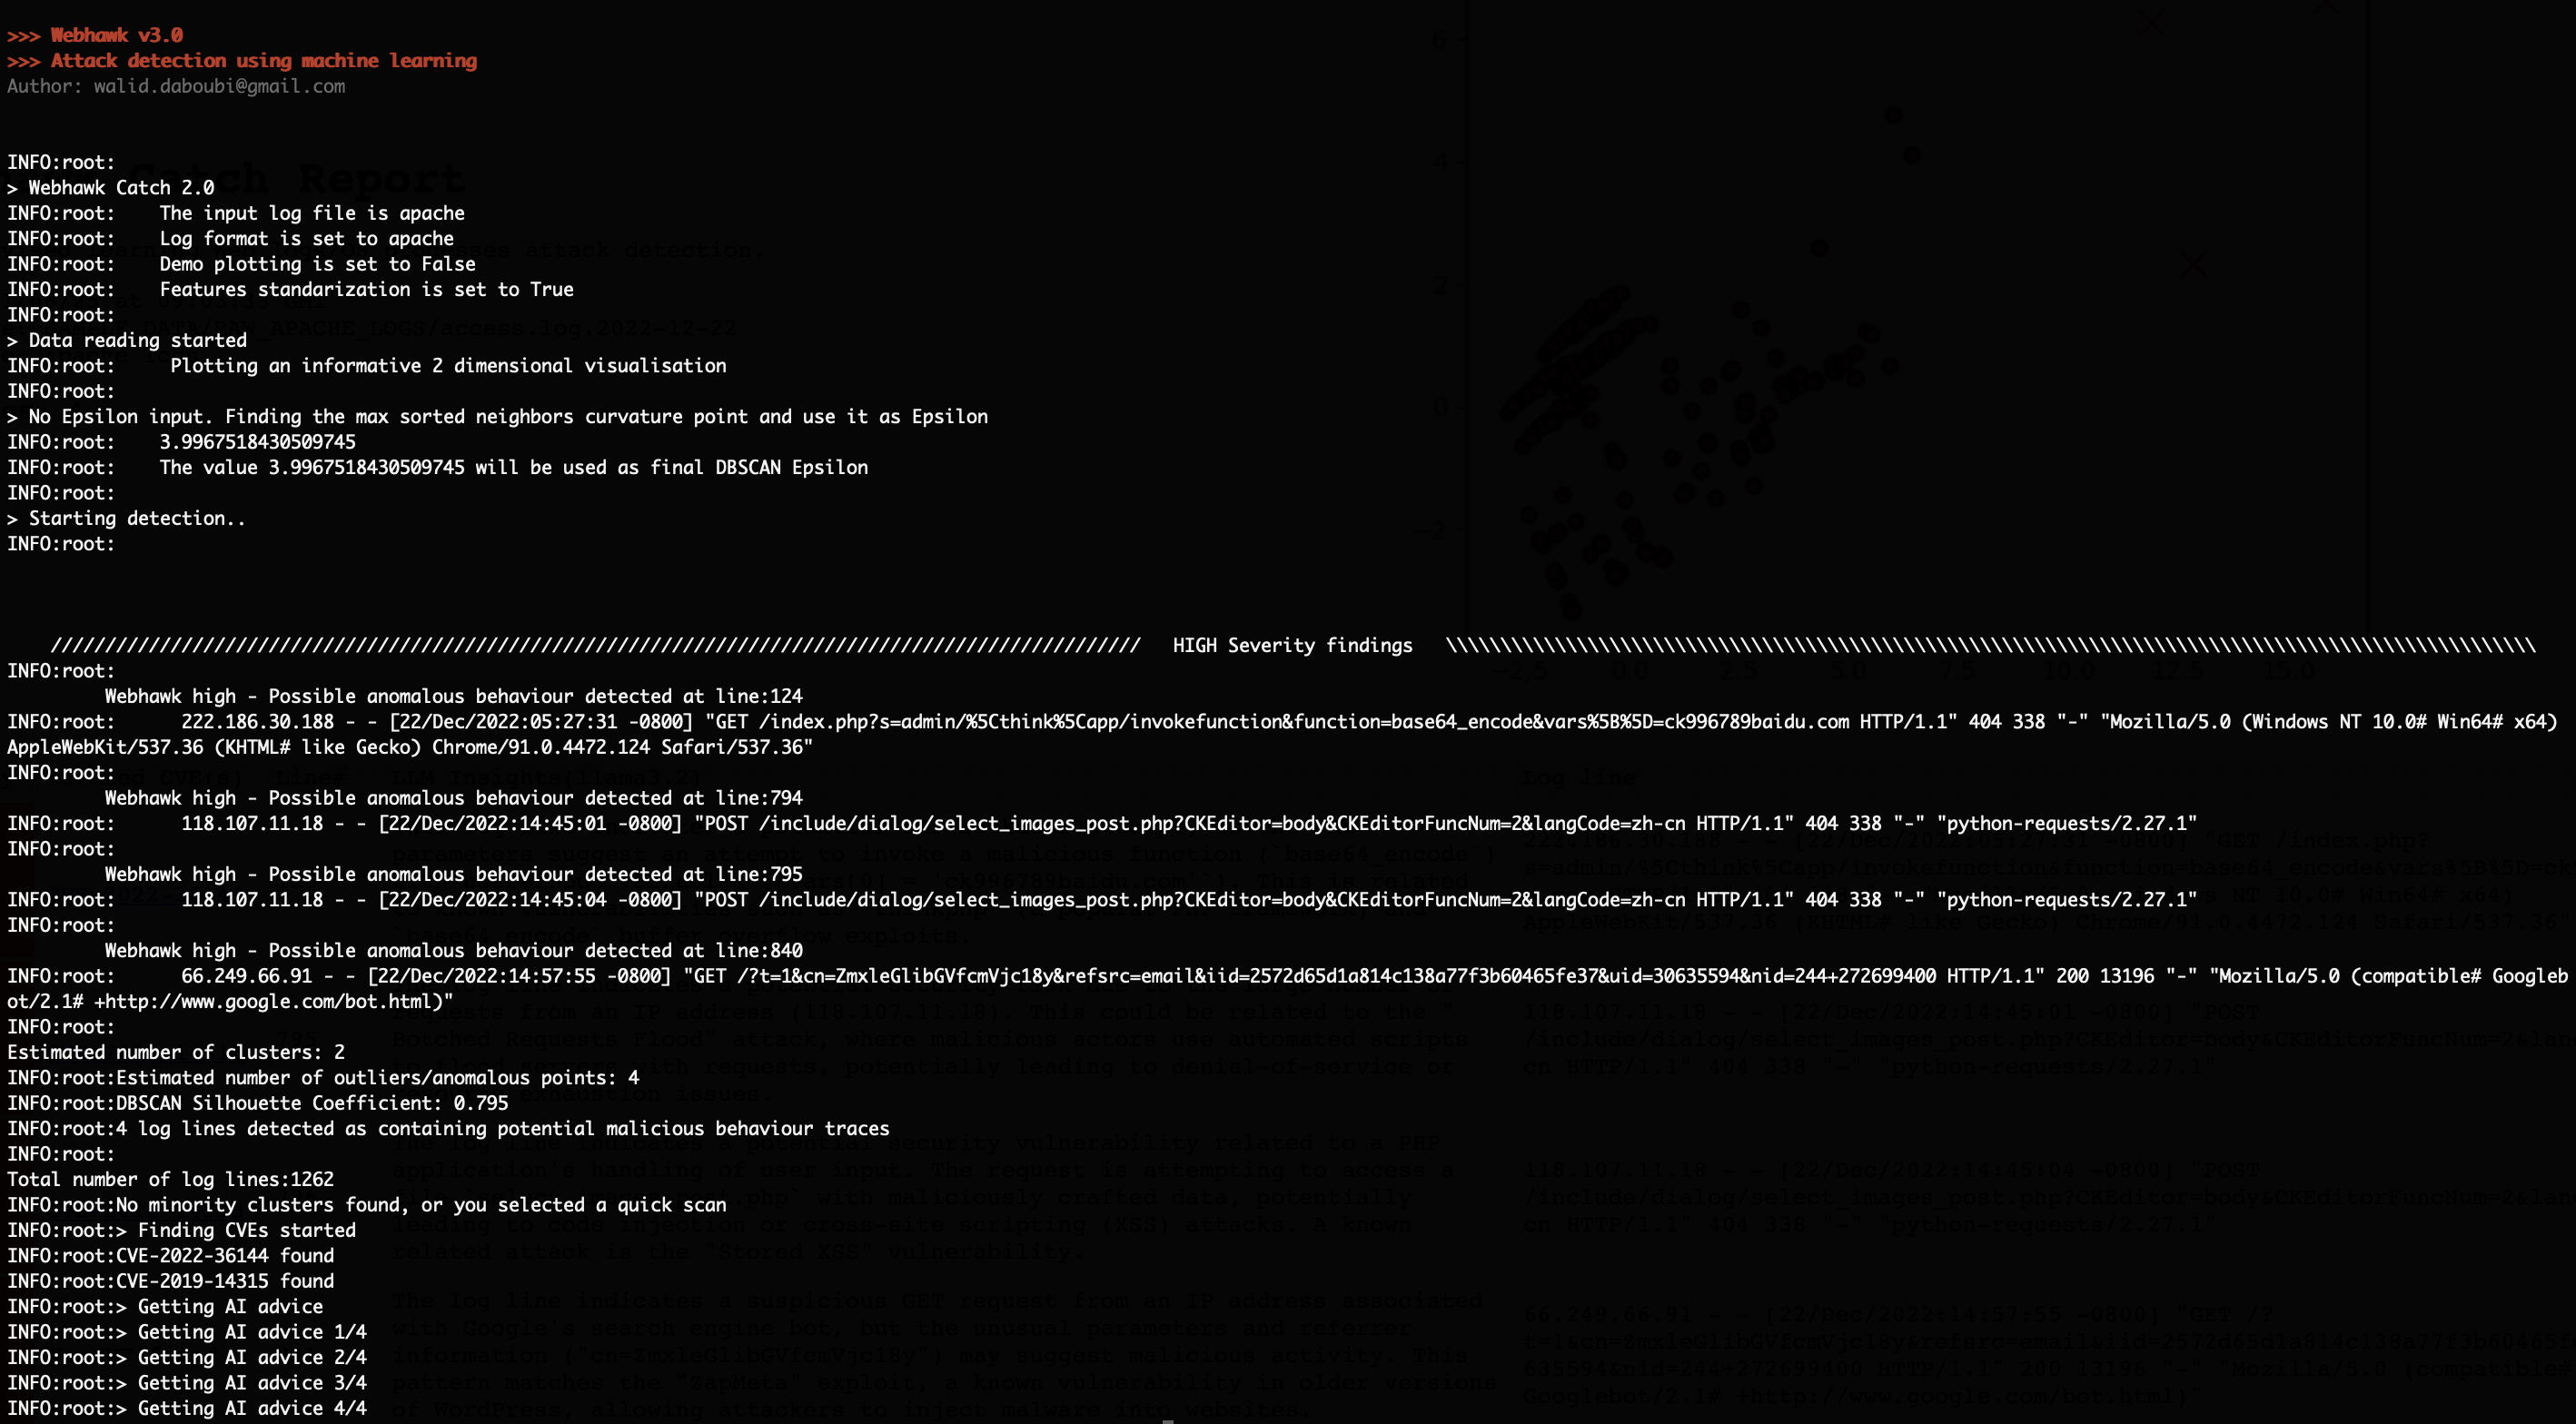 >>> Webhawk v3.0
>>> Attack detection using machine learning
Author: walid.daboubi@gmail.com
INFO:root:
> Webhawk Catch 2.0
INFO:root:    The input log file is apache
INFO:root:    Log format is set to apache
INFO:root:    Demo plotting is set to False
INFO:root:    Features standarization is set to True
INFO:root:
> Data reading started
INFO:root:     Plotting an informative 2 dimensional visualisation
INFO:root:
> No Epsilon input. Finding the max sorted neighbors curvature point and use it as Epsilon
INFO:root:    3.9967518430509745
INFO:root:    The value 3.9967518430509745 will be used as final DBSCAN Epsilon
INFO:root:
> Starting detection..
INFO:root:
HIGH Severity findings
INFO:root:
Webhawk high - Possible anomalous behaviour detected at line:124
INFO:root:      222.186.30.188 - - [22/Dec/2022:05:27:31 -0800] "GET /index.php?s=admin/%5Cthink%5Capp/invokefunction&function=base64_encode&vars%5B%5D=ck996789baidu.com HTTP/1.1" 404 338 "-" "Mozilla/5.0 (Windows NT 10.0# Win64# x64)
AppleWebKit/537.36 (KHTML# like Gecko) Chrome/91.0.4472.124 Safari/537.36"
INFO:root:
Webhawk high - Possible anomalous behaviour detected at line:794
INFO:root:      118.107.11.18 - - [22/Dec/2022:14:45:01 -0800] "POST /include/dialog/select_images_post.php?CKEditor=body&CKEditorFuncNum=2&langCode=zh-cn HTTP/1.1" 404 338 "-" "python-requests/2.27.1"
INFO:root:
Webhawk high - Possible anomalous behaviour detected at line:795
INFO:root:      118.107.11.18 - - [22/Dec/2022:14:45:04 -0800] "POST /include/dialog/select_images_post.php?CKEditor=body&CKEditorFuncNum=2&langCode=zh-cn HTTP/1.1" 404 338 "-" "python-requests/2.27.1"
INFO:root:
Webhawk high - Possible anomalous behaviour detected at line:840
INFO:root:      66.249.66.91 - - [22/Dec/2022:14:57:55 -0800] "GET /?t=1&cn=ZmxleGlibGVfcmVjc18y&refsrc=email&iid=2572d65d1a814c138a77f3b60465fe37&uid=30635594&nid=244+272699400 HTTP/1.1" 200 13196 "-" "Mozilla/5.0 (compatible# Googleb
ot/2.1# +http://www.google.com/bot.html)"
INFO:root:
Estimated number of clusters: 2
INFO:root:Estimated number of outliers/anomalous points: 4
INFO:root:DBSCAN Silhouette Coefficient: 0.795
INFO:root:4 log lines detected as containing potential malicious behaviour traces
INFO:root:
Total number of log lines:1262
INFO:root:No minority clusters found, or you selected a quick scan
INFO:root:> Finding CVEs started
INFO:root:CVE-2022-36144 found
INFO:root:CVE-2019-14315 found
INFO:root:> Getting AI advice
INFO:root:> Getting AI advice 1/4
INFO:root:> Getting AI advice 2/4
INFO:root:> Getting AI advice 3/4
INFO:root:> Getting AI advice 4/4